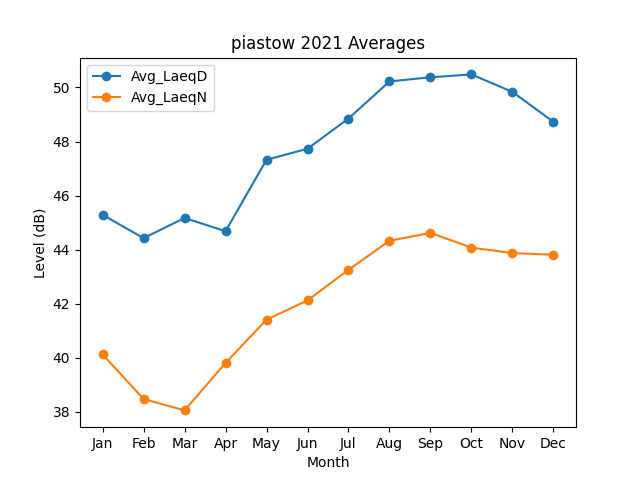 piastow 2021 Averages
Avg_LaeqD
Avg_LaeqN
50
48
46
44
42
40
38
Level (dB)
Jan Feb Mar Apr May Jun Jul Aug Sep Oct Nov Dec
Month